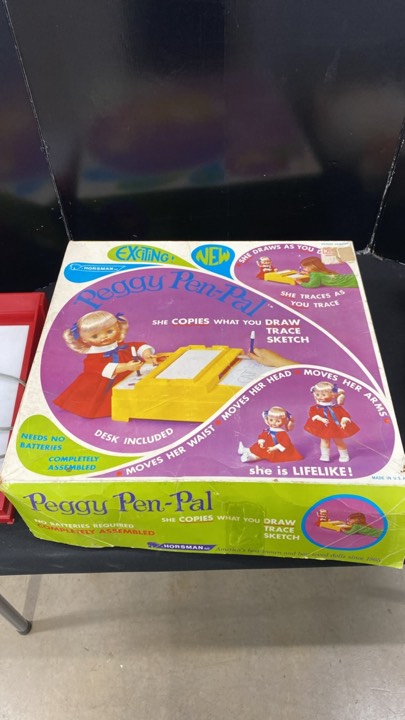 EXCITING!
NEW
HORSMAN
Peggy Pen-Pal
SHE DRAWS AS YOU
SHE TRACES AS
YOU TRACE
SHE COPIES WHAT YOU DRAW
TRACE
SKETCH
DESK INCLUDED
NEEDS NO
BATTERIES
COMPLETELY
ASSEMBLED
MOVES HER WAIST • MOVES HER HEAD • MOVES HER ARMS
she is LIFELIKE!
MADE IN U.S.A.
Peggy Pen-Pal
NO BATTERIES REQUIRED
COMPLETELY ASSEMBLED
SHE COPIES WHAT YOU DRAW
TRACE
SKETCH
HORSMAN